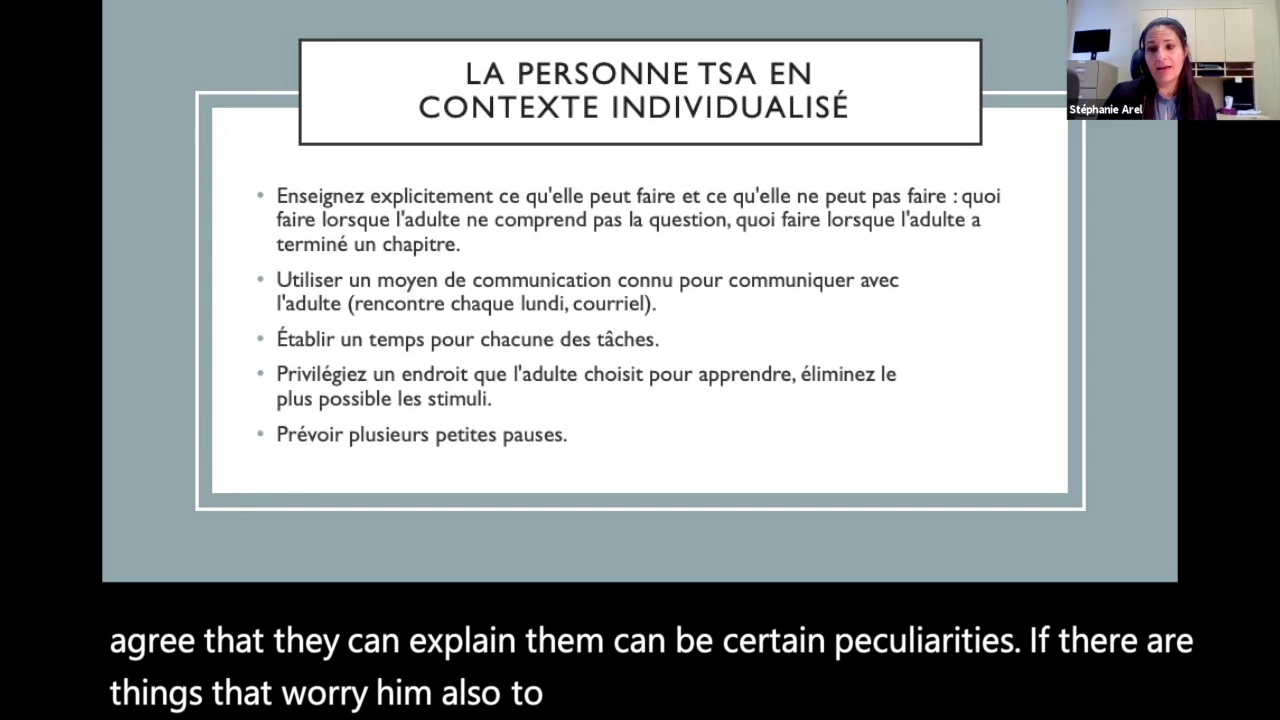 LA PERSONNE TSA EN
CONTEXTE INDIVIDUALISÉ
Stéphanie Arel
• Enseignez explicitement ce qu'elle peut faire et ce qu'elle ne peut pas faire : quoi
faire lorsque l'adulte ne comprend pas la question, quoi faire lorsque l'adulte a
terminé un chapitre.
• Utiliser un moyen de communication connu pour communiquer avec
l'adulte (rencontre chaque lundi, courriel).
• Établir un temps pour chacune des tâches.
• Privilégiez un endroit que l'adulte choisit pour apprendre, éliminez le
plus possible les stimuli.
• Prévoir plusieurs petites pauses.
agree that they can explain them can be certain peculiarities. If there are
things that worry him also to